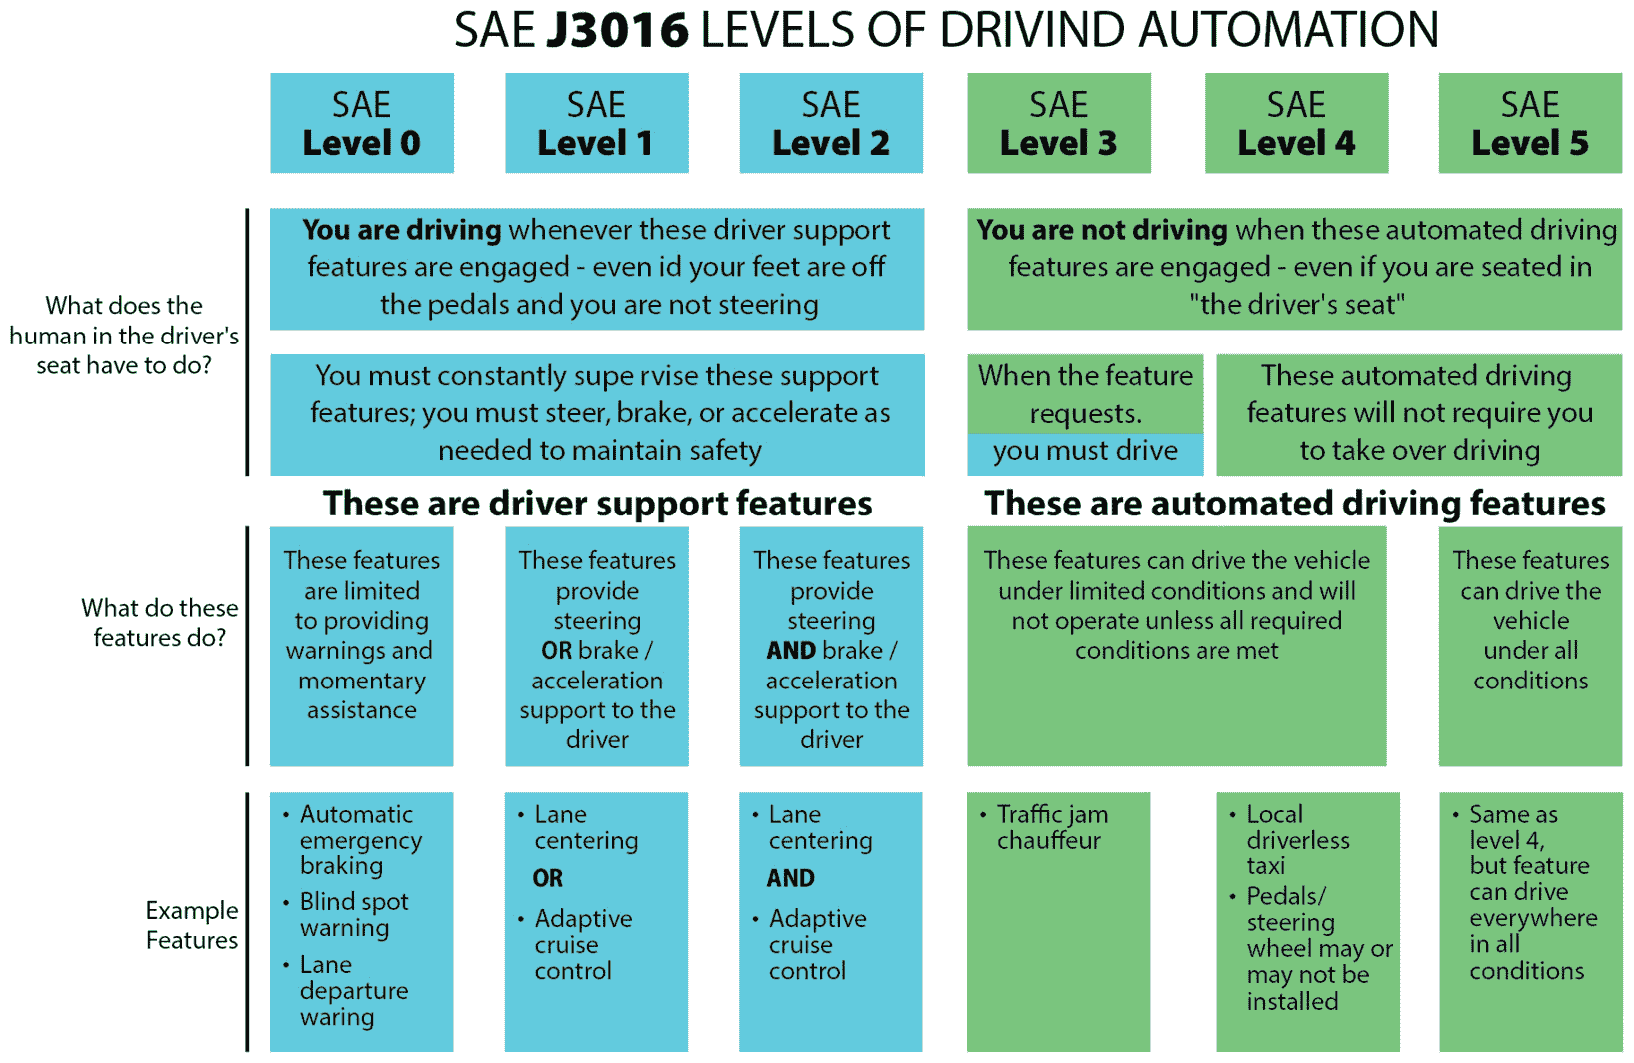 SAE J3016 LEVELS OF DRIVIND AUTOMATION
SAE
Level 0
SAE
Level 1
SAE
Level 2
SAE
Level 3
SAE
Level 4
SAE
Level 5
What does the
human in the driver's
seat have to do?
You are driving whenever these driver support
features are engaged - even id your feet are off
the pedals and you are not steering
You are not driving when these automated driving
features are engaged - even if you are seated in
"the driver's seat"
You must constantly supe rvise these support
features; you must steer, brake, or accelerate as
needed to maintain safety
When the feature
requests.
you must drive
These automated driving
features will not require you
to take over driving
These are driver support features
These are automated driving features
What do these
features do?
These features
are limited
to providing
warnings and
momentary
assistance
These features
provide
steering
OR brake /
acceleration
support to the
driver
These features
provide
steering
AND brake /
acceleration
support to the
driver
These features can drive the vehicle
under limited conditions and will
not operate unless all required
conditions are met
These features
can drive the
vehicle
under all
conditions
Example
Features
• Automatic
emergency
braking
• Blind spot
warning
• Lane
departure
waring
• Lane
centering
OR
• Adaptive
cruise
control
• Lane
centering
AND
• Adaptive
cruise
control
• Traffic jam
chauffeur
• Local
driverless
taxi
• Pedals/
steering
wheel may or
may not be
installed
• Same as
level 4,
but feature
can drive
everywhere
in all
conditions